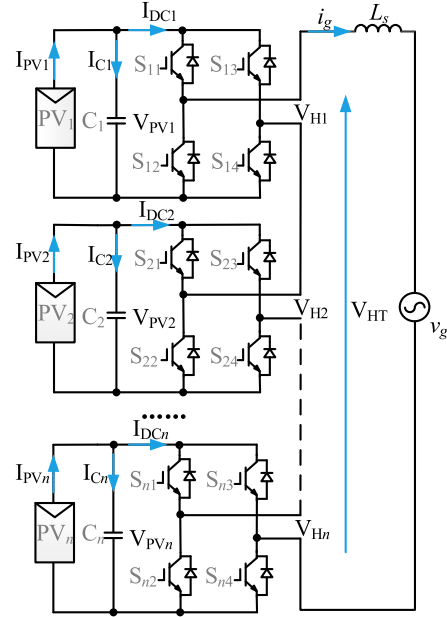 I_DC1 i_g L_s
I_PV1 I_C1 S_11 S_13
PV_1 C_1 V_PV1 V_H1
S_12 S_14
I_DC2
I_PV2 I_C2 S_21 S_23
PV_2 C_2 V_PV2 V_H2 V_HT v_g
S_22 S_24
......
I_DCn
I_PVn I_Cn S_n1 S_n3
PV_n C_n V_PVn V_Hn
S_n2 S_n4